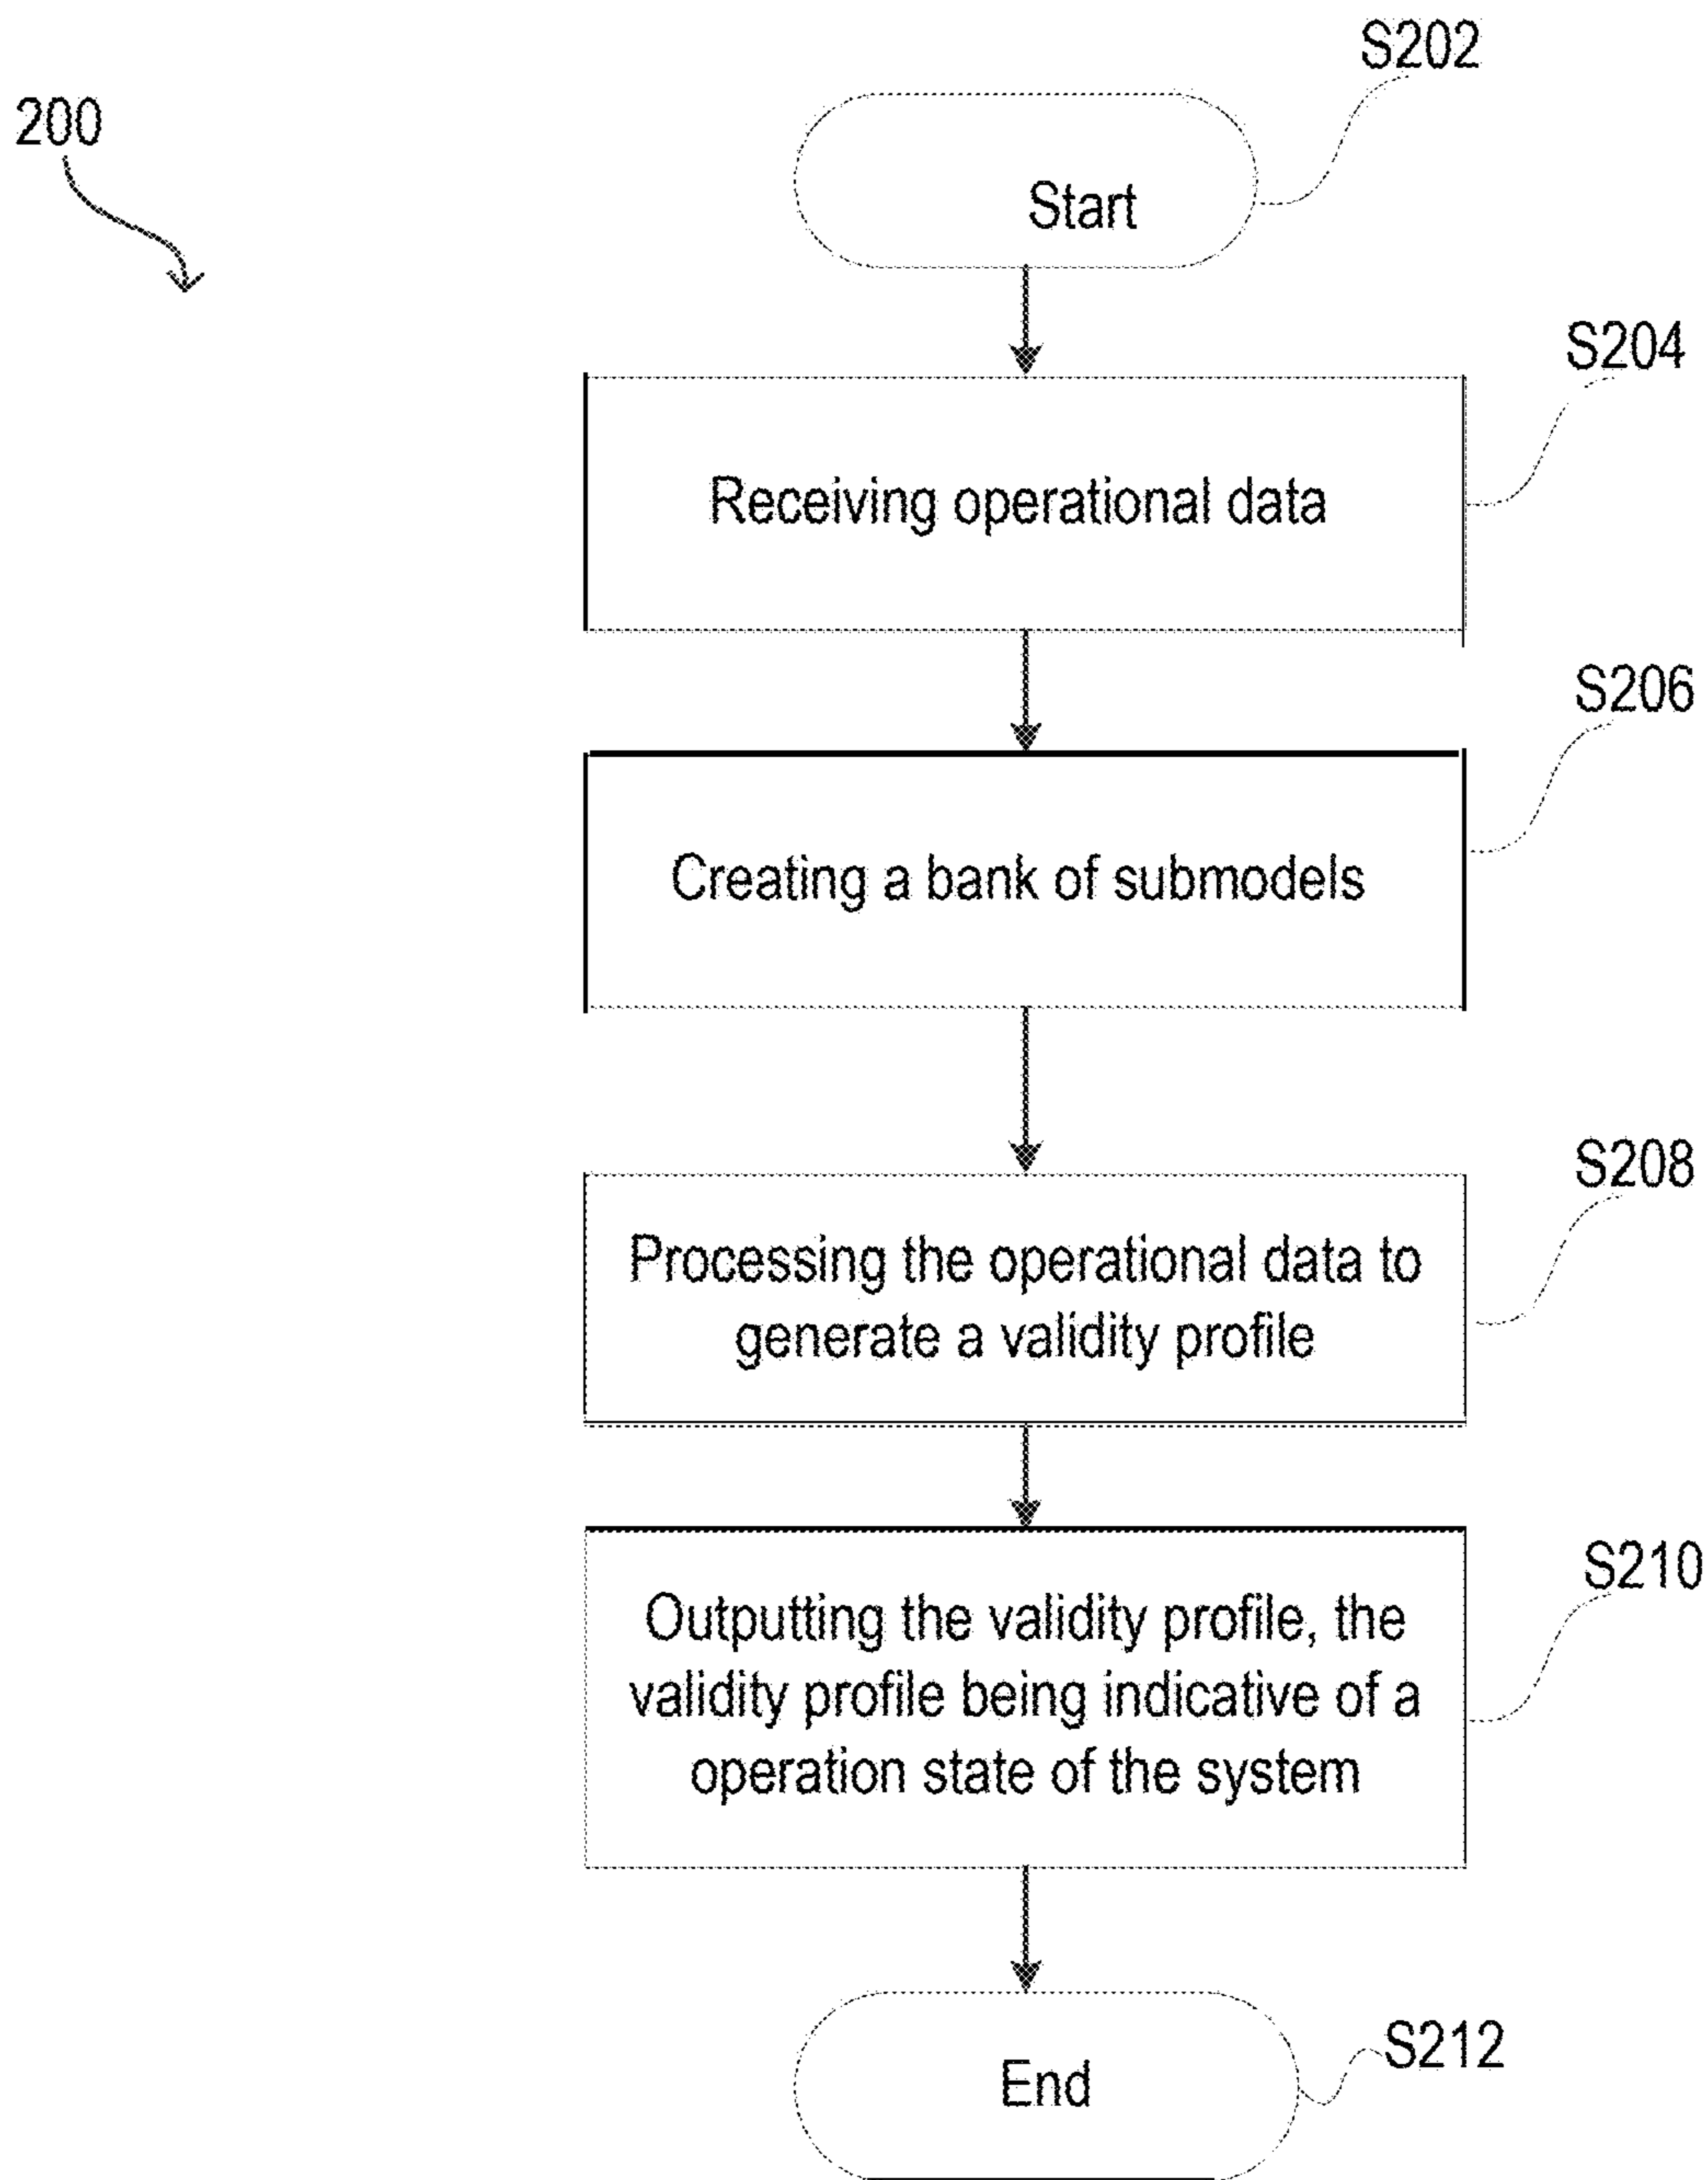 S202
200
Start
S204
Receiving operational data
S206
Creating a bank of submodels
S208
Processing the operational data to
generate a validity profile
S210
Outputting the validity profile, the
validity profile being indicative of a
operation state of the system
S212
End